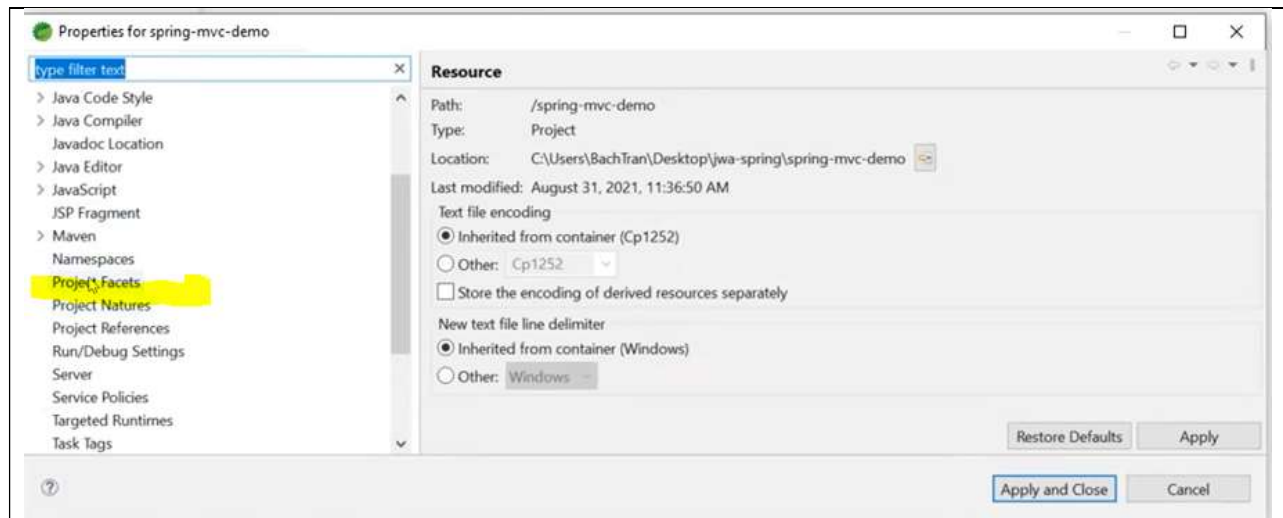 Properties for spring-mvc-demo
type filter text
Java Code Style
Java Compiler
Javadoc Location
Java Editor
JavaScript
JSP Fragment
Maven
Namespaces
Project Facets
Project Natures
Project References
Run/Debug Settings
Server
Service Policies
Targeted Runtimes
Task Tags
Resource
Path: /spring-mvc-demo
Type: Project
Location: C:\Users\BachTran\Desktop\jwa-spring\spring-mvc-demo
Last modified: August 31, 2021, 11:36:50 AM
Text file encoding
Inherited from container (Cp1252)
Other: Cp1252
Store the encoding of derived resources separately
New text file line delimiter
Inherited from container (Windows)
Other: Windows
Restore Defaults Apply
Apply and Close Cancel